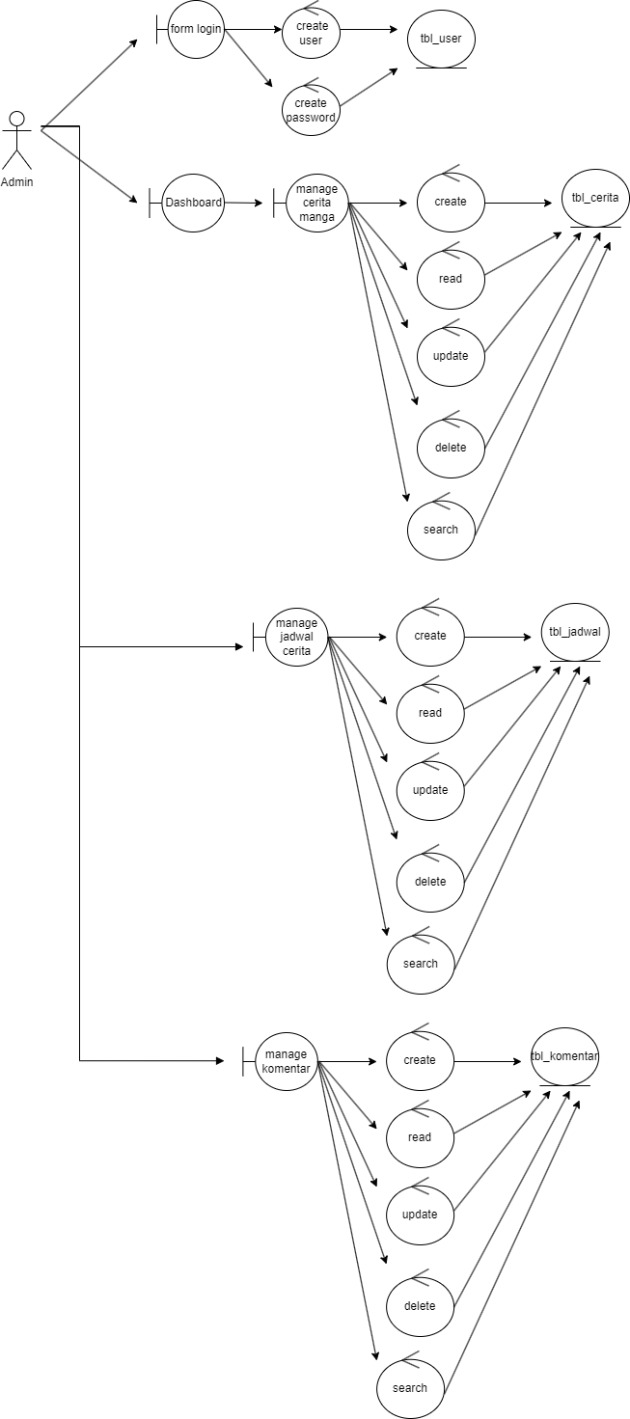 form login
create
user
tbl_user
create
password
Admin
Dashboard
manage
cerita
manga
create
tbl_cerita
read
update
delete
search
manage
jadwal
cerita
create
tbl_jadwal
read
update
delete
search
manage
komentar
create
tbl_komentar
read
update
delete
search